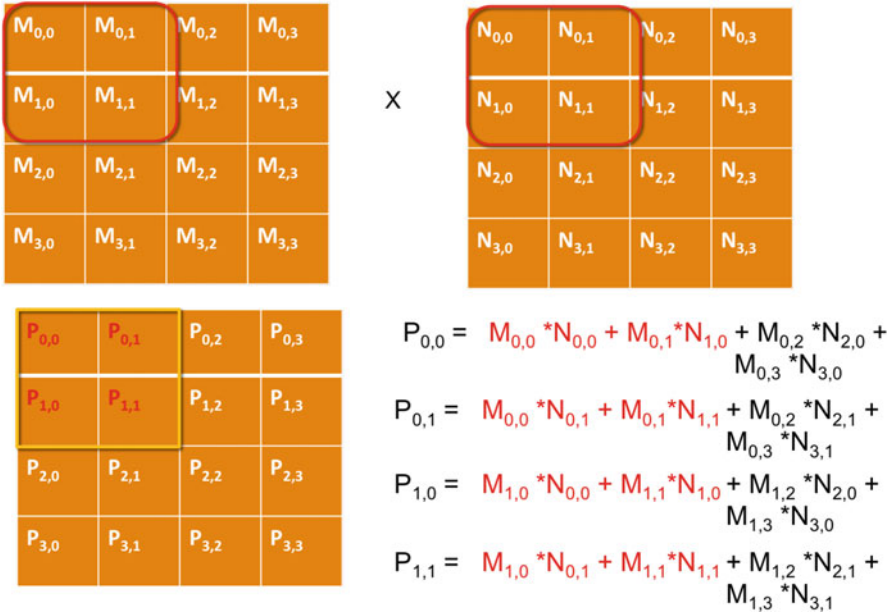 M0,0 M0,1 M0,2 M0,3
M1,0 M1,1 M1,2 M1,3
M2,0 M2,1 M2,2 M2,3
M3,0 M3,1 M3,2 M3,3
X
N0,0 N0,1 N0,2 N0,3
N1,0 N1,1 N1,2 N1,3
N2,0 N2,1 N2,2 N2,3
N3,0 N3,1 N3,2 N3,3
P0,0 P0,1 P0,2 P0,3
P1,0 P1,1 P1,2 P1,3
P2,0 P2,1 P2,2 P2,3
P3,0 P3,1 P3,2 P3,3
P0,0 = M0,0 *N0,0 + M0,1*N1,0 + M0,2 *N2,0 +
M0,3 *N3,0
P0,1 = M0,0 *N0,1 + M0,1*N1,1 + M0,2 *N2,1 +
M0,3 *N3,1
P1,0 = M1,0 *N0,0 + M1,1*N1,0 + M1,2 *N2,0 +
M1,3 *N3,0
P1,1 = M1,0 *N0,1 + M1,1*N1,1 + M1,2 *N2,1 +
M1,3 *N3,1